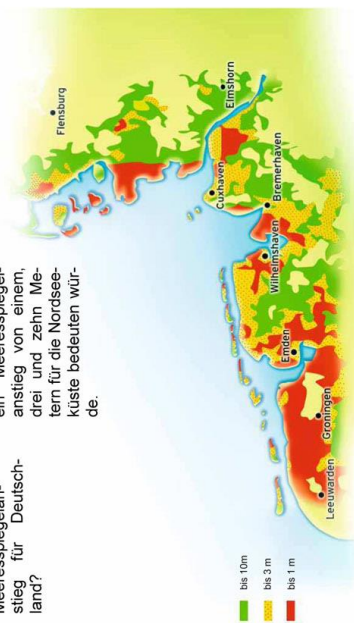 Meeresspiegelan-
stieg für Deutsch-
land?
ein Meeresspiegel-
anstieg von einem,
drei und zehn Me-
tern für die Nordsee-
küste bedeuten wür-
de.
Flensburg
Elmshorn
Cuxhaven
Bremerhaven
Wilhelmshaven
Emden
Groningen
Leeuwarden
bis 10m
bis 3 m
bis 1 m